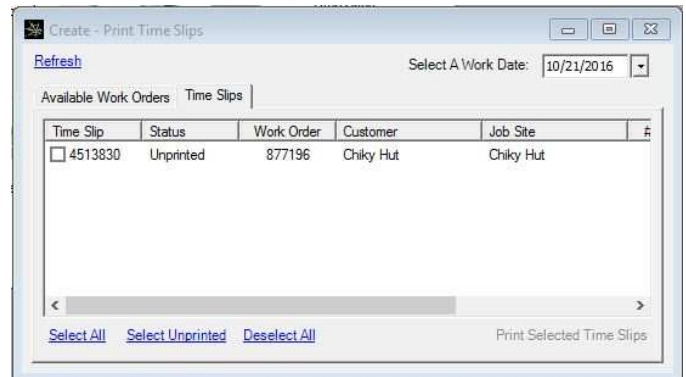 Create - Print Time Slips
Refresh
Select A Work Date: 10/21/2016
Available Work Orders Time Slips
Time Slip Status Work Order Customer Job Site
4513830 Unprinted 877196 Chiky Hut Chiky Hut
Select All Select Unprinted Deselect All Print Selected Time Slips